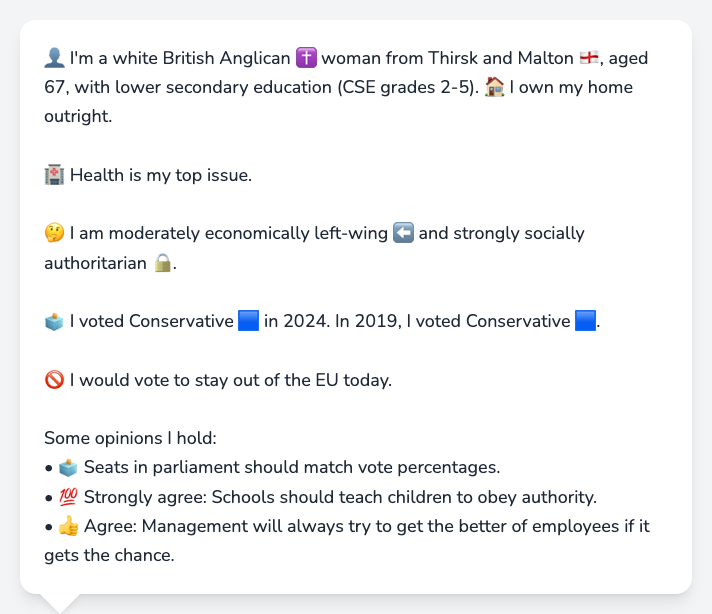 👤 I'm a white British Anglican ✝️ woman from Thirsk and Malton 🏴󠁧󠁢󠁥󠁮󠁧󠁿, aged
67, with lower secondary education (CSE grades 2-5). 🏠 I own my home
outright.
🏥 Health is my top issue.
🤔 I am moderately economically left-wing ⬅️ and strongly socially
authoritarian 🔒.
🗳️ I voted Conservative 🟦 in 2024. In 2019, I voted Conservative 🟦.
🚫 I would vote to stay out of the EU today.
Some opinions I hold:
• 🗳️ Seats in parliament should match vote percentages.
• 💯 Strongly agree: Schools should teach children to obey authority.
• 👍 Agree: Management will always try to get the better of employees if it
gets the chance.